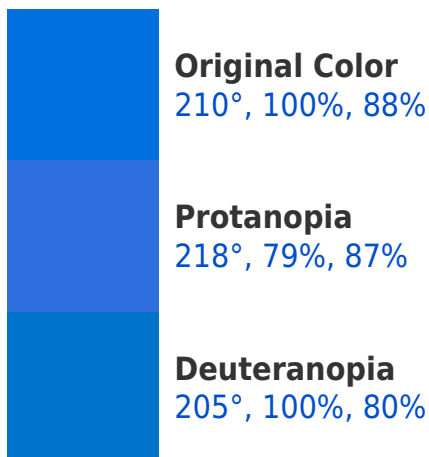 Original Color
210°, 100%, 88%
Protanopia
218°, 79%, 87%
Deuteranopia
205°, 100%, 80%